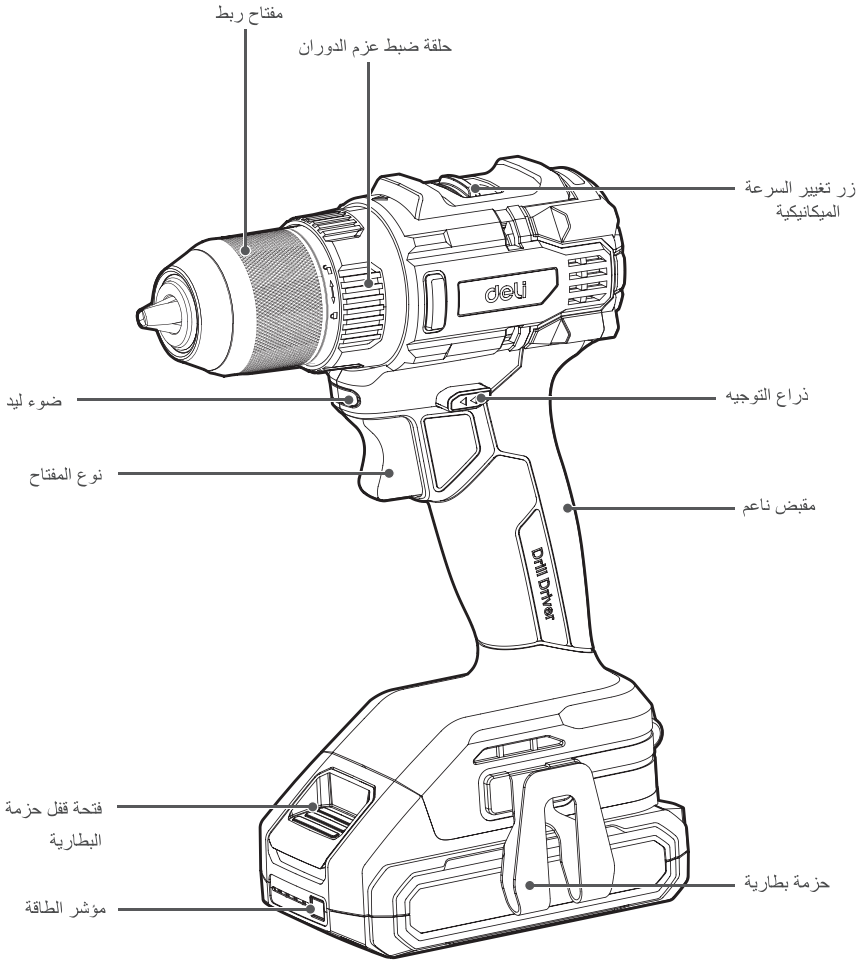 مفتاح ربط
حلقة ضبط عزم الدوران
زر تغيير السرعة
الميكانيكية
deli
ذراع التوجيه
ضوء ليد
نوع المفتاح
مقبض ناعم
Drill Driver
فتحة قفل حزمة
البطارية
حزمة بطارية
مؤشر الطاقة